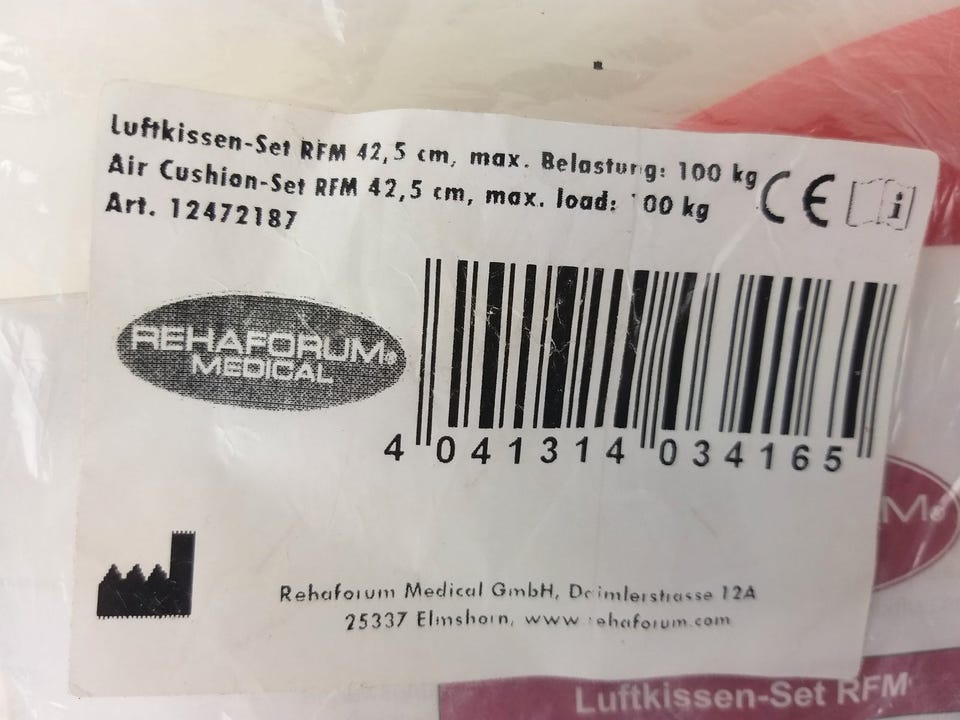 Luftkissen-Set RFM 42,5 cm, max. Belastung: 100 kg
Air Cushion-Set RFM 42,5 cm, max. load: 00 kg
Art. 12472187
CE i
REHAFORUM®
MEDICAL
4 041314 034165
M®
Rehaforum Medical GmbH, Daimlerstrasse 12A
25337 Elmshorn, www.rehaforum.com
Luftkissen-Set RFM